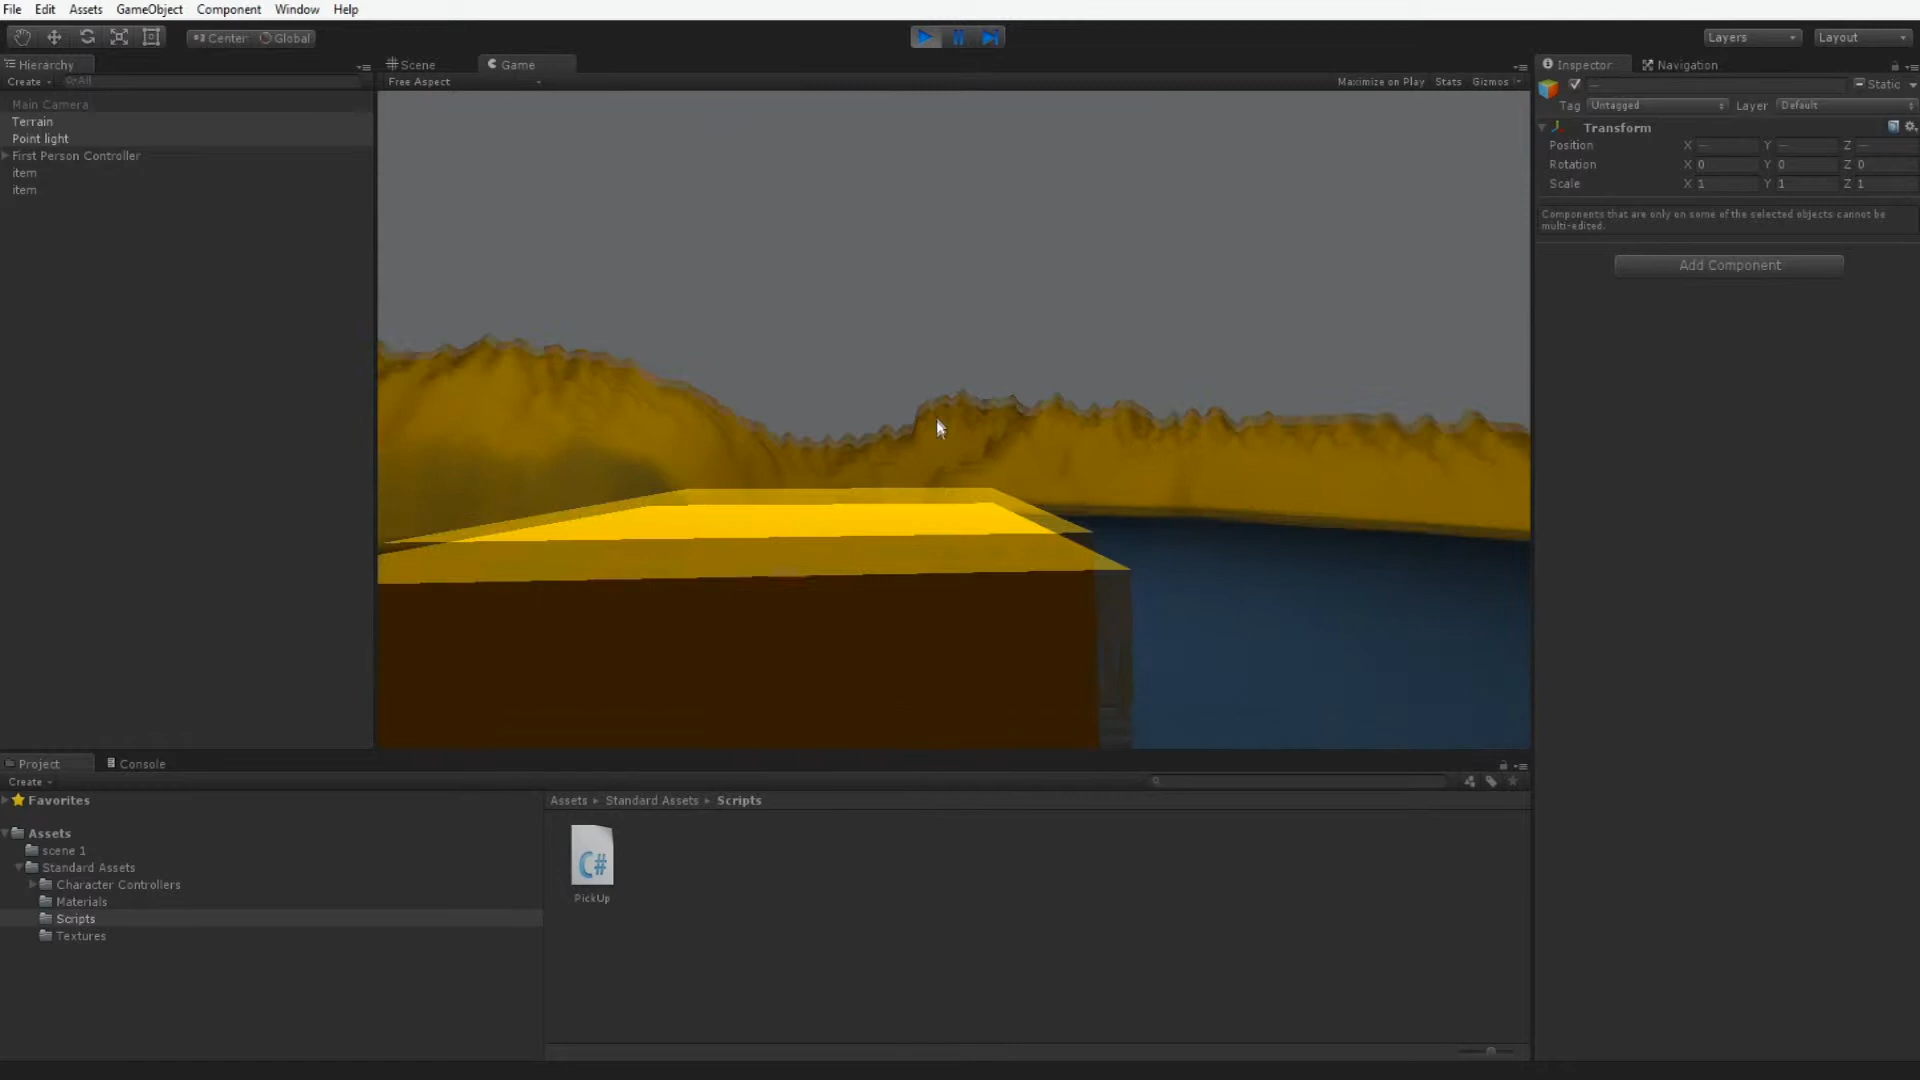 File Edit Assets GameObject Component Window Help
Center Global
Layers Layout
Hierarchy
Scene Game
Inspector Navigation
Create All
Free Aspect
Maximize on Play Stats Gizmos
Static
Main Camera
Tag Untagged Layer Default
Terrain
Transform
Point light
Position X — Y — Z —
First Person Controller
Rotation X 0 Y 0 Z 0
item
Scale X 1 Y 1 Z 1
item
Components that are only on some of the selected objects cannot be
multi-edited.
Add Component
Project Console
Create
Favorites
Assets ▸ Standard Assets ▸ Scripts
Assets
scene 1
Standard Assets
Character Controllers
Materials
Scripts
Textures
C#
PickUp